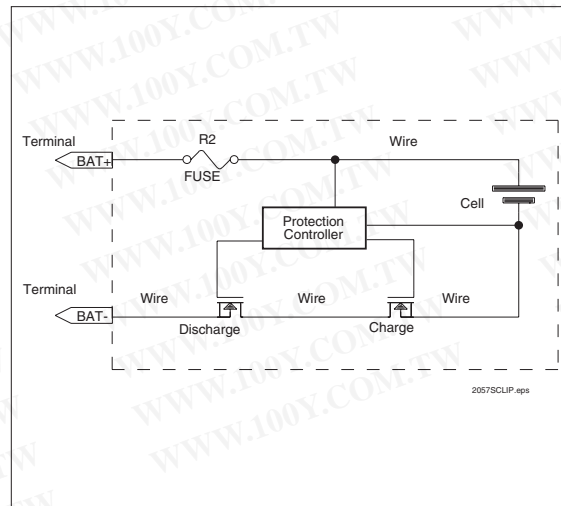 WWW.100Y.COM.TW
Terminal
BAT+
R2
FUSE
Wire
Cell
Protection
Controller
Terminal
BAT-
Wire
Discharge
Wire
Charge
Wire
2057SCLIP.eps